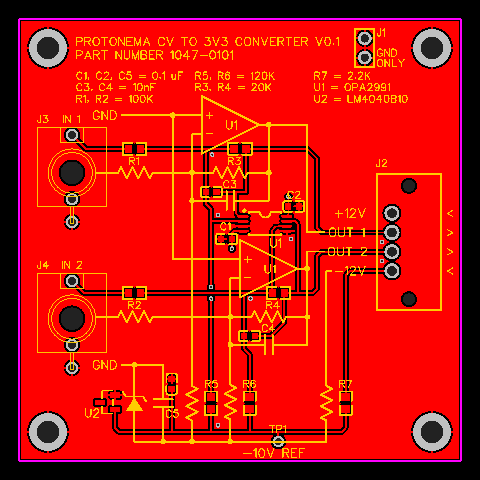 PROTONEMA CV TO 3V3 CONVERTER V0.1
PART NUMBER 1047-0101
J1
GND
ONLY
C1, C2, C5 = 0.1 uF R5, R6 = 120K R7 = 2.2K
C3, C4 = 10nF R3, R4 = 20K U1 = OPA2991
R1, R2 = 100K U2 = LM4040B10
GND
J3 IN 1
U1
R1
R3
J2
C3
C2
+12V <
C1
OUT 1 >
U1
OUT 2 >
J4 IN 2
U1
-12V <
R2
R4
C4
GND
R5 R6 R7
U2 C5
TP1
-10V REF